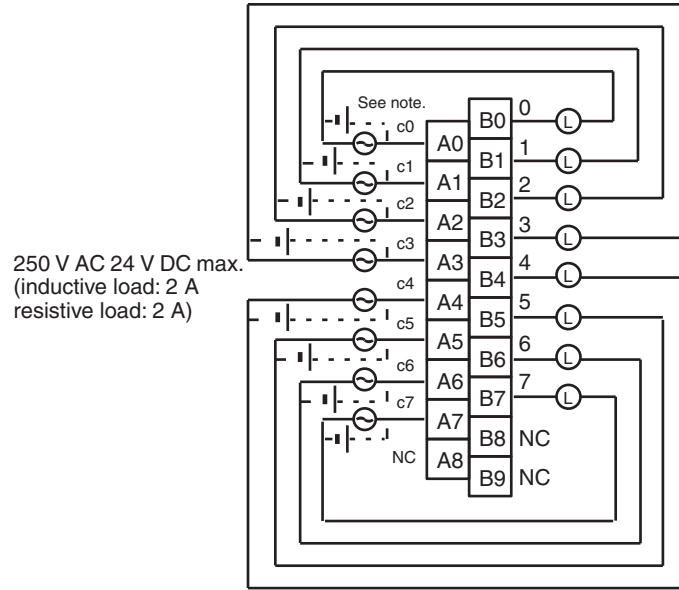 See note.
c0
c1
c2
c3
c4
c5
c6
c7
NC
250 V AC 24 V DC max.
(inductive load: 2 A
resistive load: 2 A)
A0
A1
A2
A3
A4
A5
A6
A7
A8
B0
B1
B2
B3
B4
B5
B6
B7
B8
B9
0
1
2
3
4
5
6
7
NC
NC
L
L
L
L
L
L
L
L